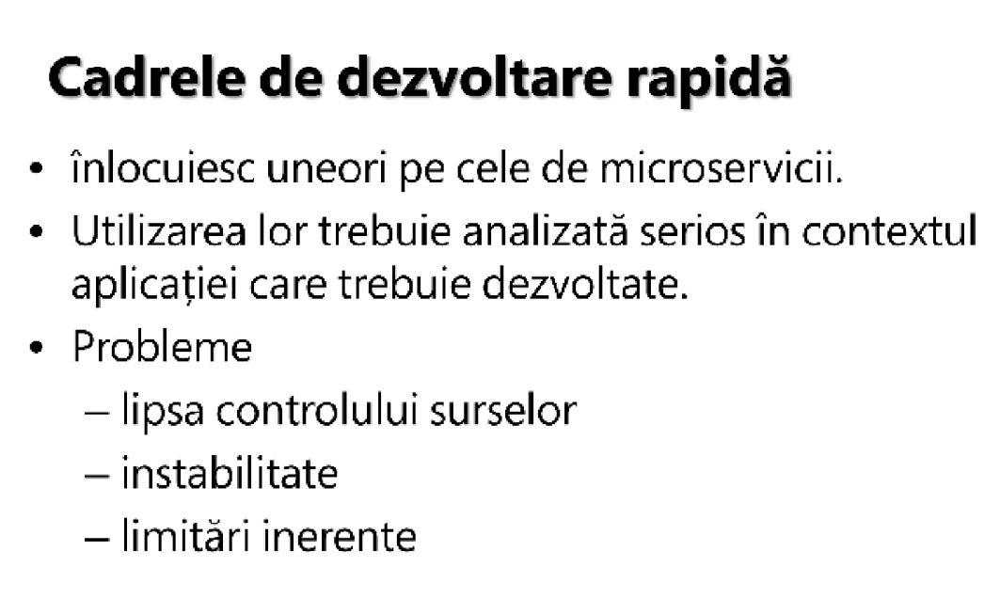 Cadrele de dezvoltare rapidă
• înlocuiesc uneori pe cele de microservicii.
• Utilizarea lor trebuie analizată serios în contextul
aplicației care trebuie dezvoltate.
• Probleme
– lipsa controlului surselor
– instabilitate
– limitări inerente